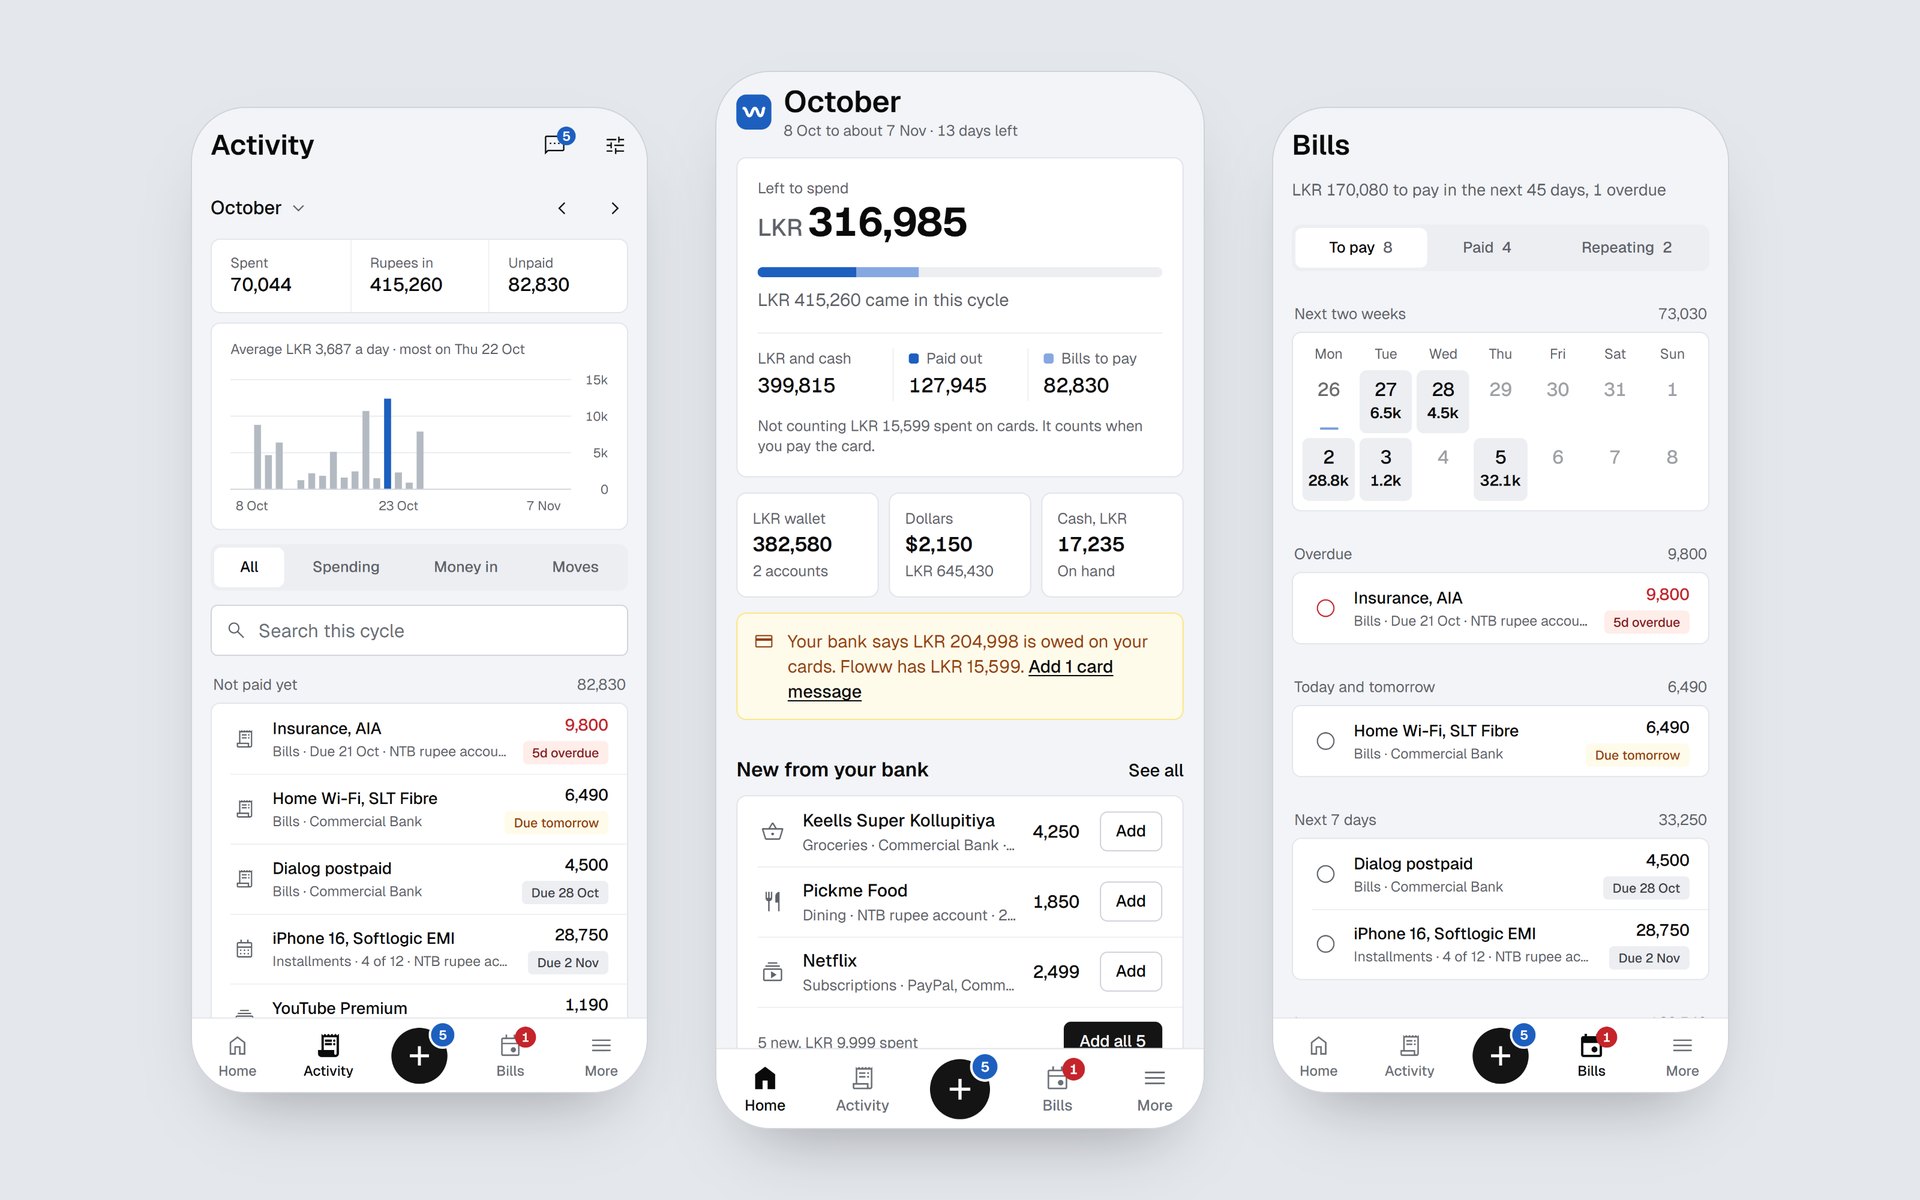 Activity
5
October
Spent
70,044
Rupees in
415,260
Unpaid
82,830
Average LKR 3,687 a day · most on Thu 22 Oct
15k
10k
5k
0
8 Oct
23 Oct
7 Nov
All
Spending
Money in
Moves
Search this cycle
Not paid yet
82,830
Insurance, AIA
9,800
Bills · Due 21 Oct · NTB rupee accou...
5d overdue
Home Wi-Fi, SLT Fibre
6,490
Bills · Commercial Bank
Due tomorrow
Dialog postpaid
4,500
Bills · Commercial Bank
Due 28 Oct
iPhone 16, Softlogic EMI
28,750
Installments · 4 of 12 · NTB rupee ac...
Due 2 Nov
YouTube Premium
1,190
Home
Activity
5
1
Bills
More
October
8 Oct to about 7 Nov · 13 days left
Left to spend
LKR 316,985
LKR 415,260 came in this cycle
LKR and cash
399,815
Paid out
127,945
Bills to pay
82,830
Not counting LKR 15,599 spent on cards. It counts when
you pay the card.
LKR wallet
382,580
2 accounts
Dollars
$2,150
LKR 645,430
Cash, LKR
17,235
On hand
Your bank says LKR 204,998 is owed on your
cards. Floww has LKR 15,599. Add 1 card
message
New from your bank
See all
Keells Super Kollupitiya
Groceries · Commercial Bank ·...
4,250
Add
Pickme Food
Dining · NTB rupee account · 2...
1,850
Add
Netflix
Subscriptions · PayPal, Comm...
2,499
Add
5 new, LKR 9,999 spent
Add all 5
Home
Activity
5
1
Bills
More
Bills
LKR 170,080 to pay in the next 45 days, 1 overdue
To pay 8
Paid 4
Repeating 2
Next two weeks
73,030
Mon Tue Wed Thu Fri Sat Sun
26 27 28 29 30 31 1
6.5k 4.5k
2 3 4 5 6 7 8
28.8k 1.2k 32.1k
Overdue
9,800
Insurance, AIA
9,800
Bills · Due 21 Oct · NTB rupee accou...
5d overdue
Today and tomorrow
6,490
Home Wi-Fi, SLT Fibre
6,490
Bills · Commercial Bank
Due tomorrow
Next 7 days
33,250
Dialog postpaid
4,500
Bills · Commercial Bank
Due 28 Oct
iPhone 16, Softlogic EMI
28,750
Installments · 4 of 12 · NTB rupee ac...
Due 2 Nov
Home
Activity
5
1
Bills
More